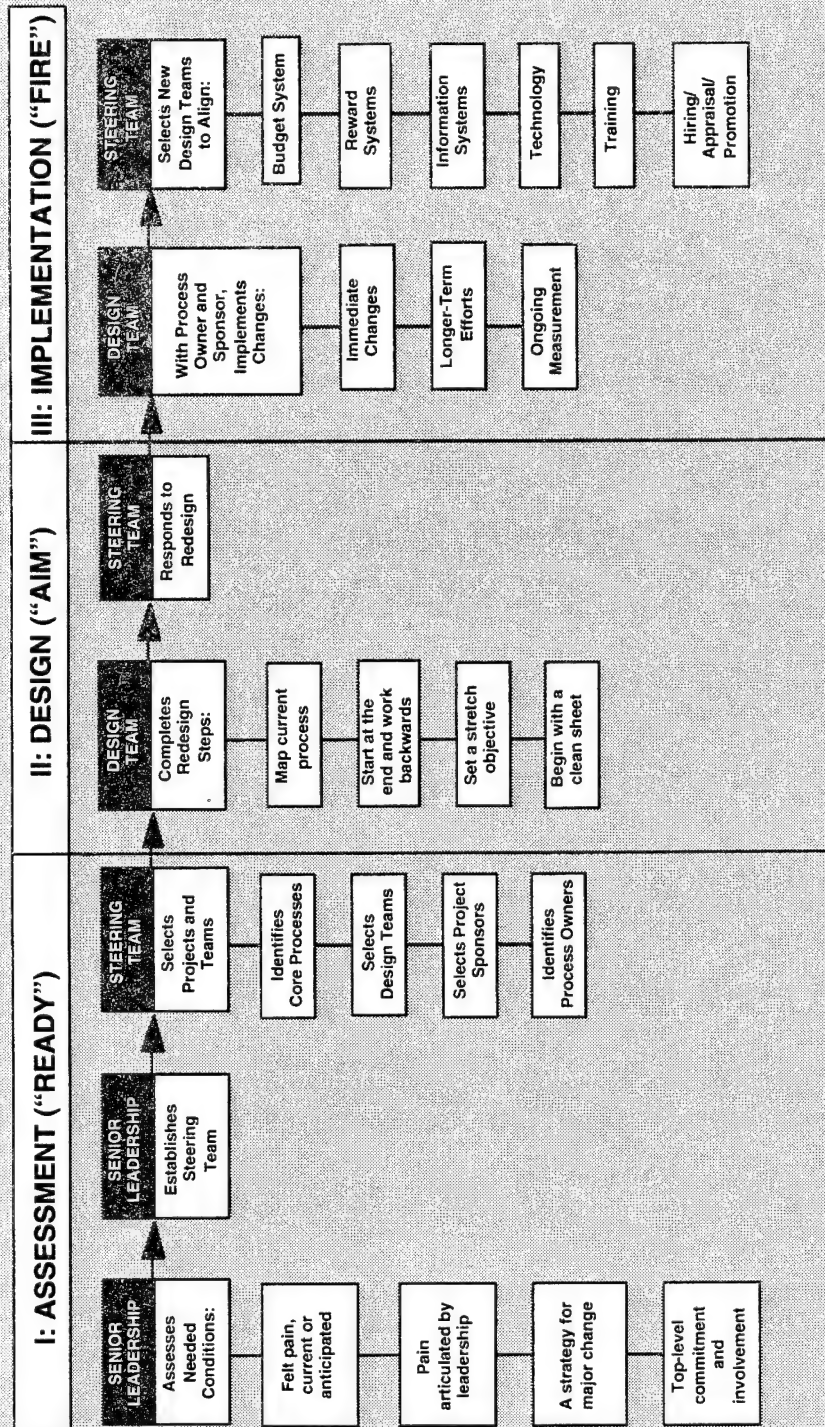 I: ASSESSMENT (“READY”)
SENIOR
LEADERSHIP
Assesses
Needed
Conditions:
Felt pain,
current or
anticipated
Pain
articulated by
leadership
A strategy for
major change
Top-level
commitment
and
involvement
SENIOR
LEADERSHIP
Establishes
Steering
Team
STEERING
TEAM
Selects
Projects and
Teams
Identifies
Core Processes
Selects
Design Teams
Selects Project
Sponsors
Identifies
Process Owners
II: DESIGN (“AIM”)
DESIGN
TEAM
Completes
Redesign
Steps:
Map current
process
Start at the
end and work
backwards
Set a stretch
objective
Begin with a
clean sheet
STEERING
TEAM
Responds to
Redesign
III: IMPLEMENTATION (“FIRE”)
DESIGN
TEAM
With Process
Owner and
Sponsor,
Implements
Changes:
Immediate
Changes
Longer-Term
Efforts
Ongoing
Measurement
STEERING
TEAM
Selects New
Design Teams
to Align:
Budget System
Reward
Systems
Information
Systems
Technology
Training
Hiring/
Appraisal/
Promotion